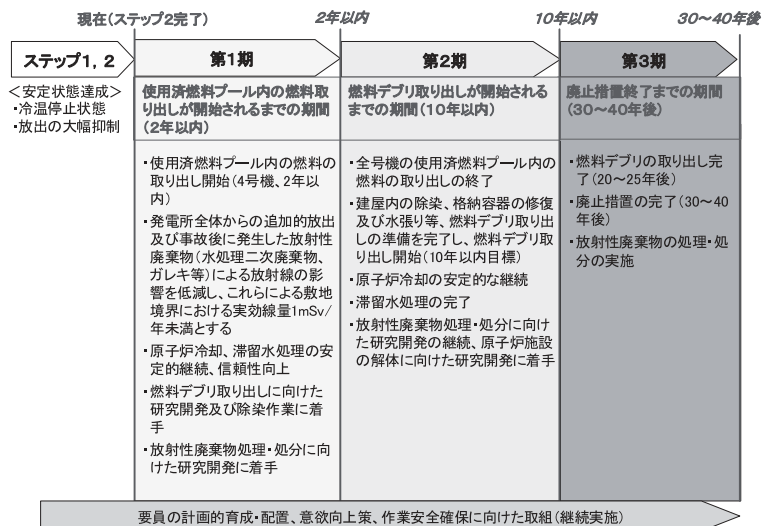 現在(ステップ2完了)
2年以内
10年以内
30～40年後
ステップ1, 2
第1期
第2期
第3期
＜安定状態達成＞
・冷温停止状態
・放出の大幅抑制
使用済燃料プール内の燃料取
り出しが開始されるまでの期間
(2年以内)
・使用済燃料プール内の燃料の
取り出し開始(4号機、2年以
内)
・発電所全体からの追加的放出
及び事故後に発生した放射性
廃棄物(水処理二次廃棄物、
ガレキ等)による放射線の影
響を低減し、これらによる敷地
境界における実効線量1mSv/
年未満とする
・原子炉冷却、滞留水処理の安
定的継続、信頼性向上
・燃料デブリ取り出しに向けた
研究開発及び除染作業に着
手
・放射性廃棄物処理・処分に向
けた研究開発に着手
燃料デブリ取り出しが開始される
までの期間(10年以内)
・全号機の使用済燃料プール内の
燃料の取り出しの終了
・建屋内の除染、格納容器の修復
及び水張り等、燃料デブリ取り出
しの準備を完了し、燃料デブリ取
り出し開始(10年以内目標)
・原子炉冷却の安定的な継続
・滞留水処理の完了
・放射性廃棄物処理・処分に向け
た研究開発の継続、原子炉施設
の解体に向けた研究開発に着手
廃止措置終了までの期間
(30～40年後)
・燃料デブリの取り出し完
了(20～25年後)
・廃止措置の完了(30～40
年後)
・放射性廃棄物の処理・処
分の実施
要員の計画的育成・配置、意欲向上策、作業安全確保に向けた取組(継続実施)